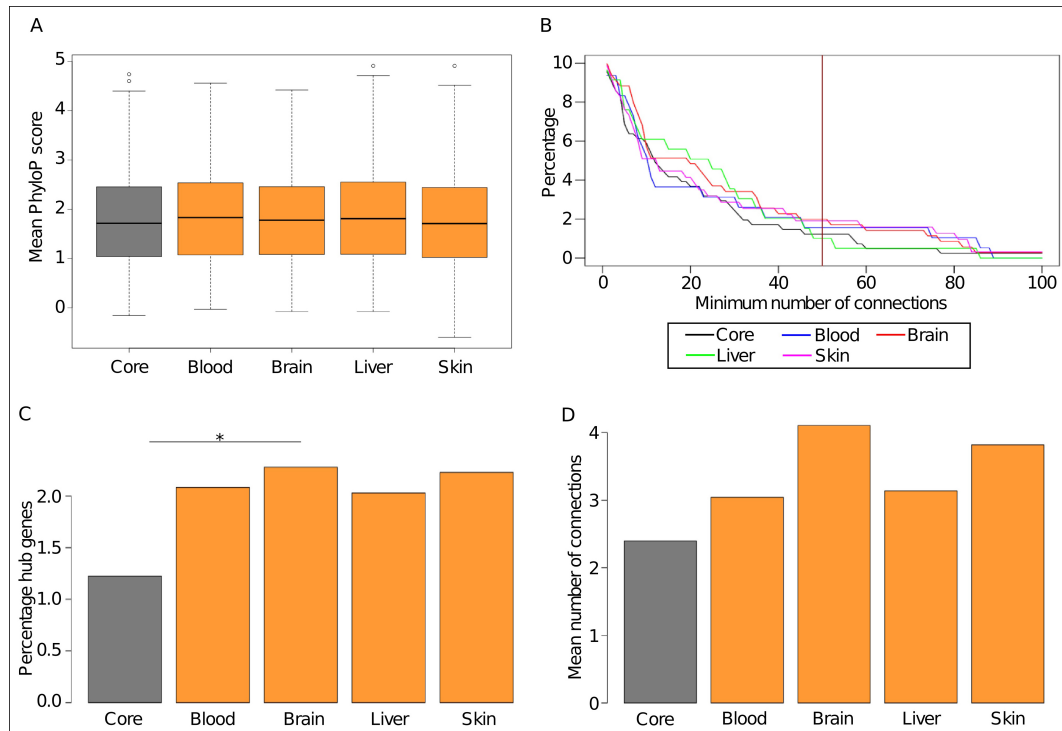 A
Mean PhyloP score
5
4
3
2
1
0
Core Blood Brain Liver Skin
B
Percentage
10
8
6
4
2
0
0 20 40 60 80 100
Minimum number of connections
Core Blood Brain
Liver Skin
C
*
Percentage hub genes
2.0
1.5
1.0
0.5
0.0
Core Blood Brain Liver Skin
D
Mean number of connections
4
3
2
1
0
Core Blood Brain Liver Skin